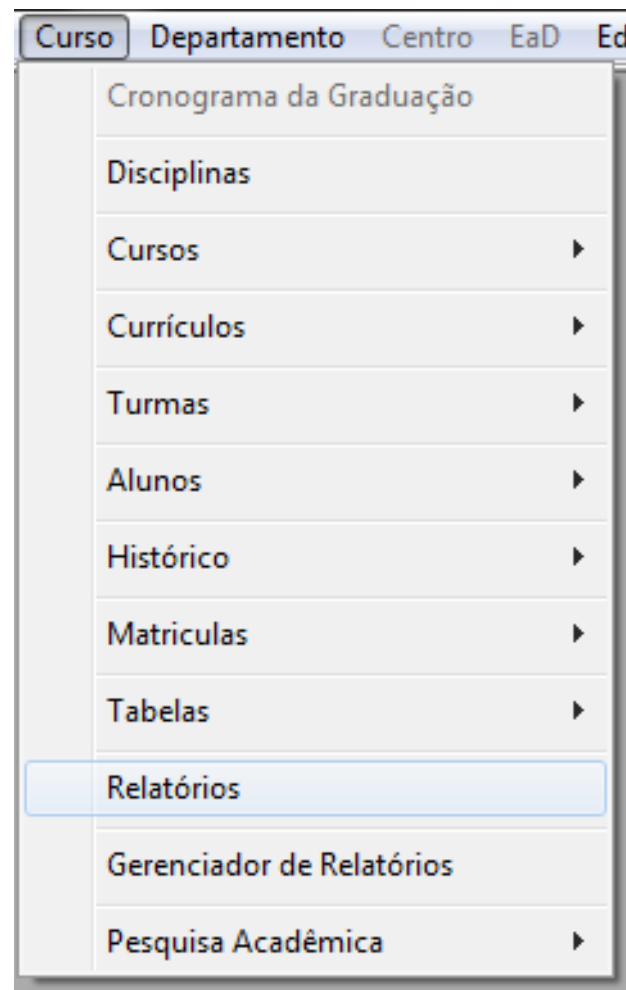 Curso Departamento Centro EaD Ed
Cronograma da Graduação
Disciplinas
Cursos
Currículos
Turmas
Alunos
Histórico
Matriculas
Tabelas
Relatórios
Gerenciador de Relatórios
Pesquisa Acadêmica